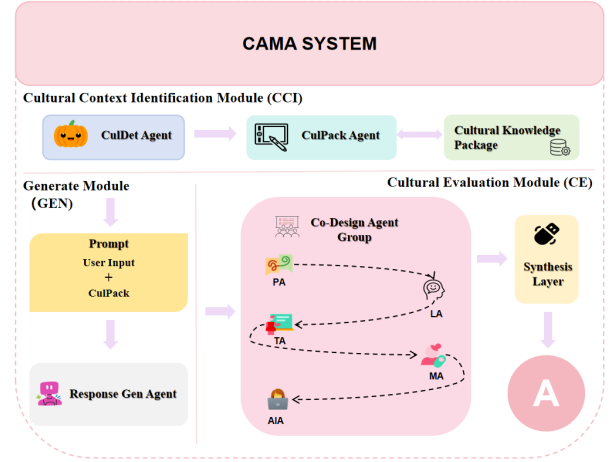 CAMA SYSTEM
Cultural Context Identification Module (CCI)
CulDet Agent
CulPack Agent
Cultural Knowledge
Package
Generate Module
（GEN）
Prompt
User Input
+
CulPack
Response Gen Agent
Cultural Evaluation Module (CE)
Co-Design Agent
Group
PA
LA
TA
MA
AIA
Synthesis
Layer
A